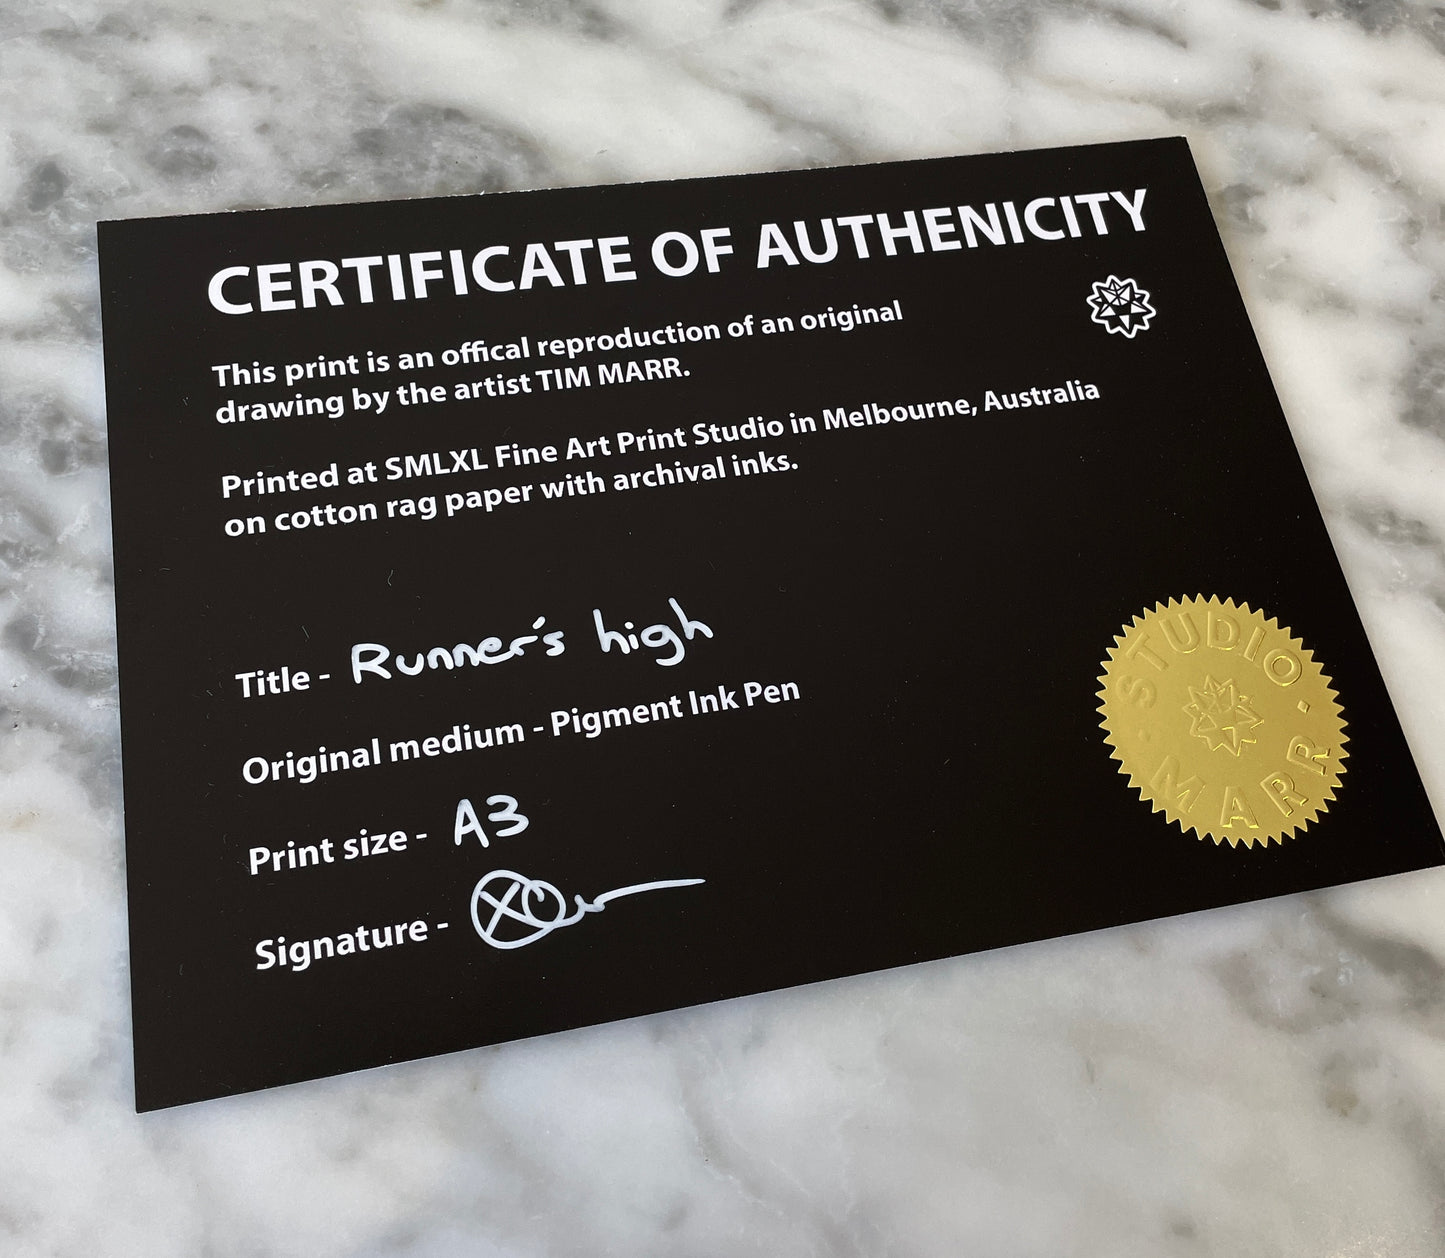 CERTIFICATE OF AUTHENICITY
This print is an offical reproduction of an original
drawing by the artist TIM MARR.
Printed at SMLXL Fine Art Print Studio in Melbourne, Australia
on cotton rag paper with archival inks.
Title - Runner's high
Original medium - Pigment Ink Pen
Print size - A3
Signature -
STUDIO
· MARR ·